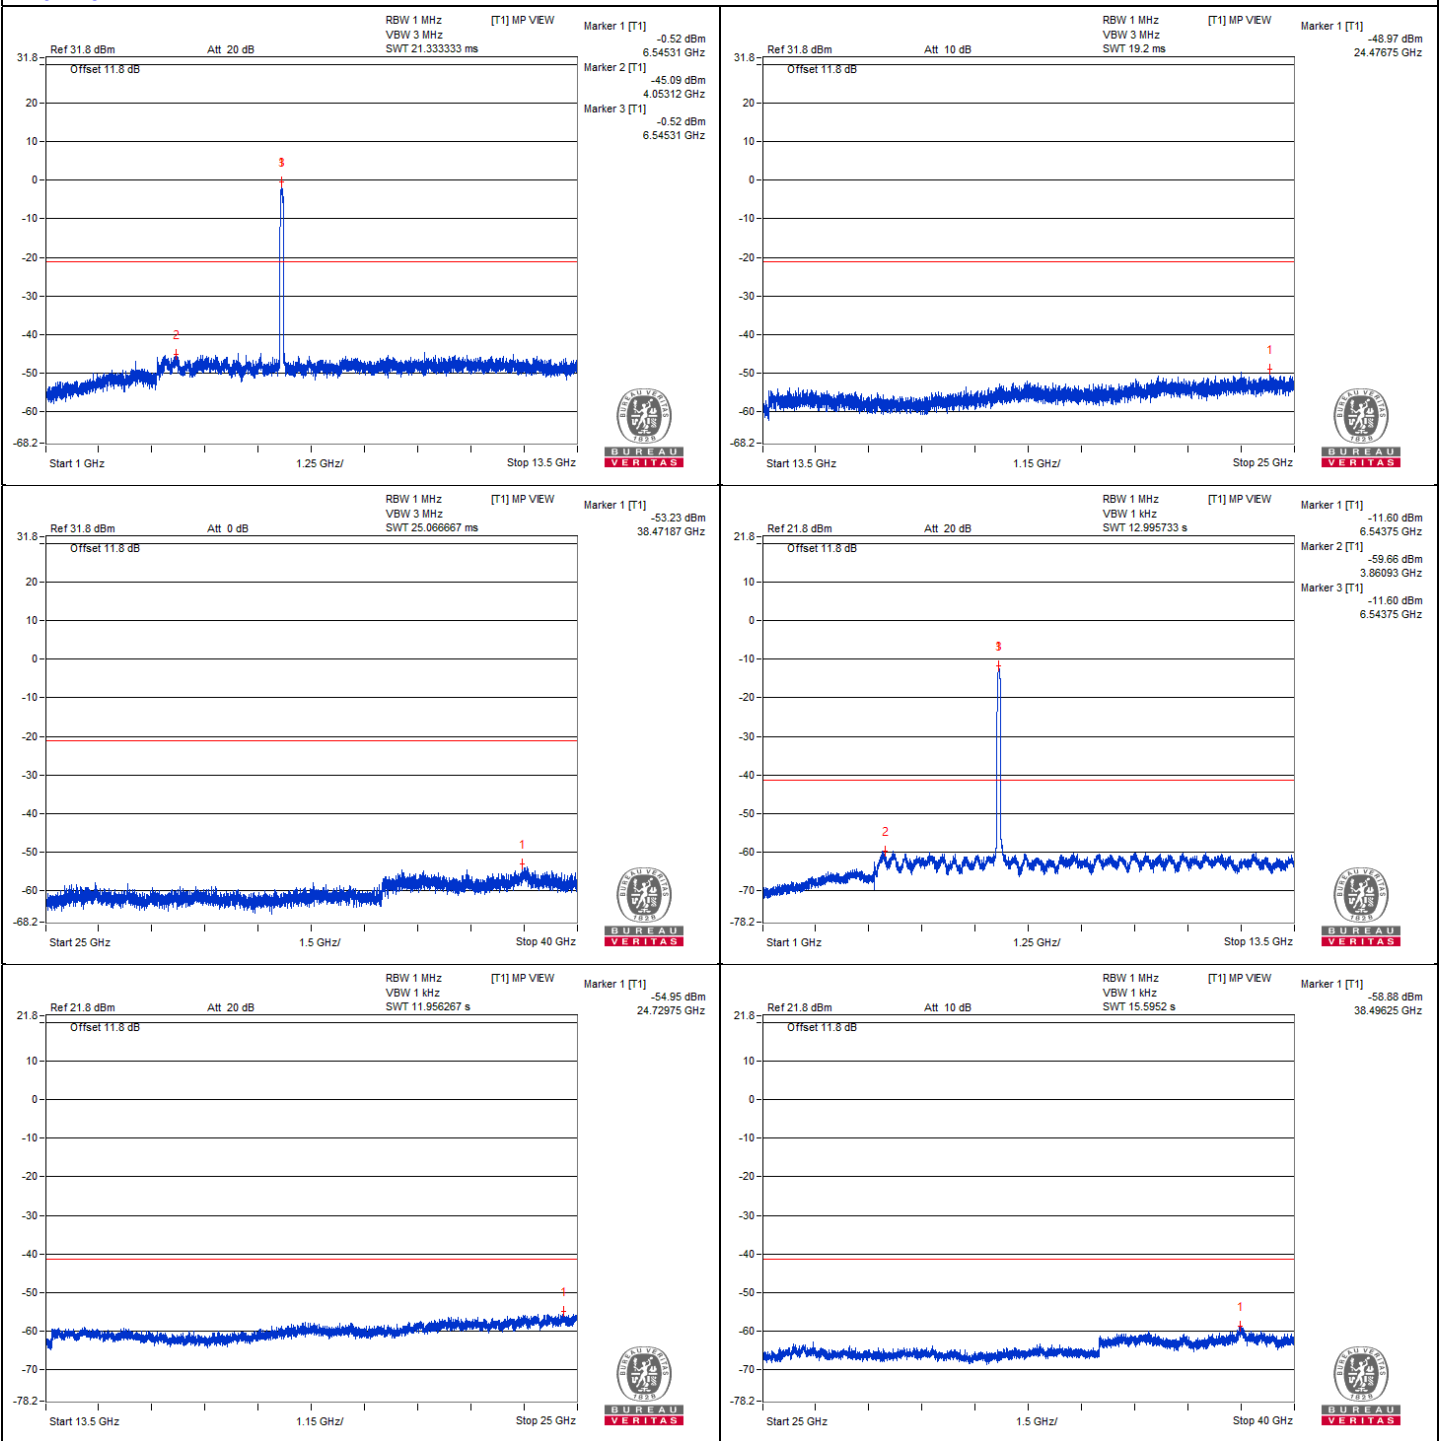 RBW 1 MHz [T1] MP VIEW
VBW 3 MHz
Ref 31.8 dBm Att 20 dB SWT 21.333333 ms
Marker 1 [T1]
-0.52 dBm
6.54531 GHz
Marker 2 [T1]
-45.09 dBm
4.05312 GHz
Marker 3 [T1]
-0.52 dBm
6.54531 GHz
31.8
Offset 11.8 dB
20
10
0
-10
-20
-30
-40
-50
-60
-68.2
2
Start 1 GHz 1.25 GHz/ Stop 13.5 GHz
BUREAU VERITAS
1828
BUREAU
VERITAS
RBW 1 MHz [T1] MP VIEW
VBW 3 MHz
Ref 31.8 dBm Att 10 dB SWT 19.2 ms
Marker 1 [T1]
-48.97 dBm
24.47675 GHz
31.8
Offset 11.8 dB
20
10
0
-10
-20
-30
-40
-50
-60
-68.2
1
Start 13.5 GHz 1.15 GHz/ Stop 25 GHz
BUREAU VERITAS
1828
BUREAU
VERITAS
RBW 1 MHz [T1] MP VIEW
VBW 3 MHz
Ref 31.8 dBm Att 0 dB SWT 25.066667 ms
Marker 1 [T1]
-53.23 dBm
38.47187 GHz
31.8
Offset 11.8 dB
20
10
0
-10
-20
-30
-40
-50
-60
-68.2
1
Start 25 GHz 1.5 GHz/ Stop 40 GHz
BUREAU VERITAS
1828
BUREAU
VERITAS
RBW 1 MHz [T1] MP VIEW
VBW 1 kHz
Ref 21.8 dBm Att 20 dB SWT 12.995733 s
Marker 1 [T1]
-11.60 dBm
6.54375 GHz
Marker 2 [T1]
-59.66 dBm
3.86093 GHz
Marker 3 [T1]
-11.60 dBm
6.54375 GHz
21.8
Offset 11.8 dB
10
0
-10
-20
-30
-40
-50
-60
-70
-78.2
2
Start 1 GHz 1.25 GHz/ Stop 13.5 GHz
BUREAU VERITAS
1828
BUREAU
VERITAS
RBW 1 MHz [T1] MP VIEW
VBW 1 kHz
Ref 21.8 dBm Att 20 dB SWT 11.956267 s
Marker 1 [T1]
-54.95 dBm
24.72975 GHz
21.8
Offset 11.8 dB
10
0
-10
-20
-30
-40
-50
-60
-70
-78.2
1
Start 13.5 GHz 1.15 GHz/ Stop 25 GHz
BUREAU VERITAS
1828
BUREAU
VERITAS
RBW 1 MHz [T1] MP VIEW
VBW 1 kHz
Ref 21.8 dBm Att 10 dB SWT 15.5952 s
Marker 1 [T1]
-58.88 dBm
38.49625 GHz
21.8
Offset 11.8 dB
10
0
-10
-20
-30
-40
-50
-60
-70
-78.2
1
Start 25 GHz 1.5 GHz/ Stop 40 GHz
BUREAU VERITAS
1828
BUREAU
VERITAS